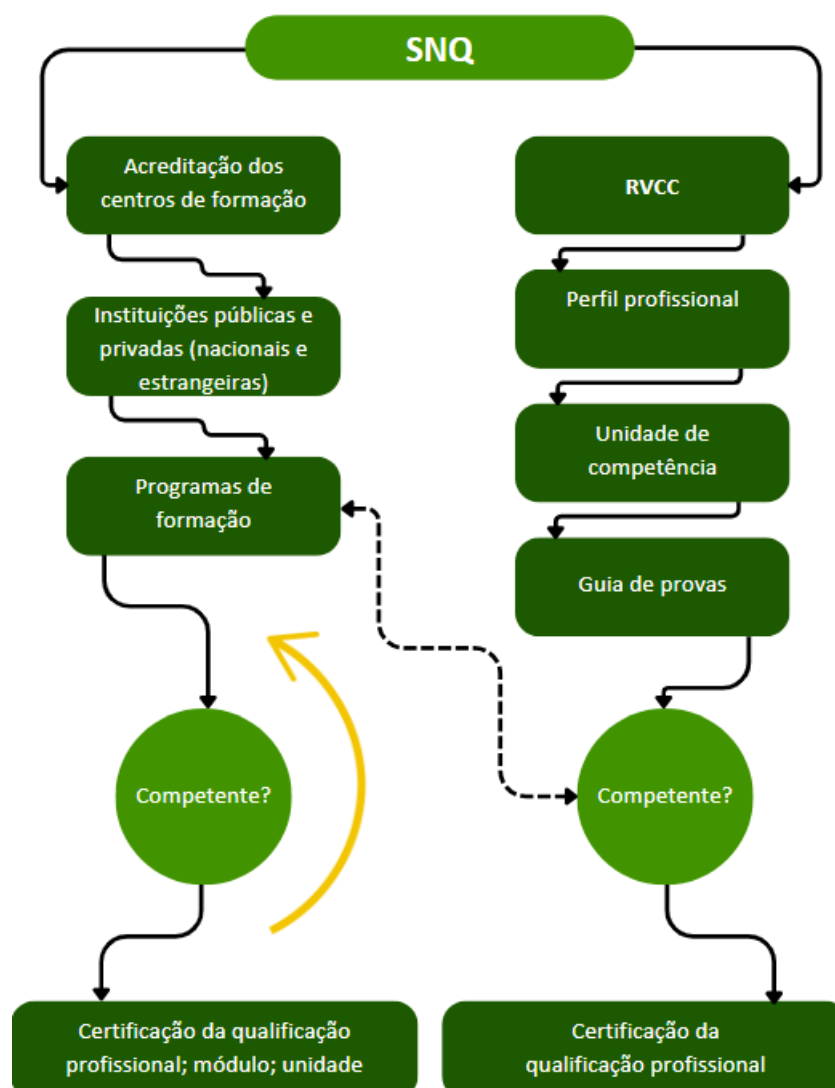 SNQ
Acreditação dos
centros de formação
Instituições públicas e
privadas (nacionais e
estrangeiras)
Programas de
formação
Competente?
Certificação da qualificação
profissional; módulo; unidade
RVCC
Perfil profissional
Unidade de
competência
Guia de provas
Competente?
Certificação da
qualificação profissional